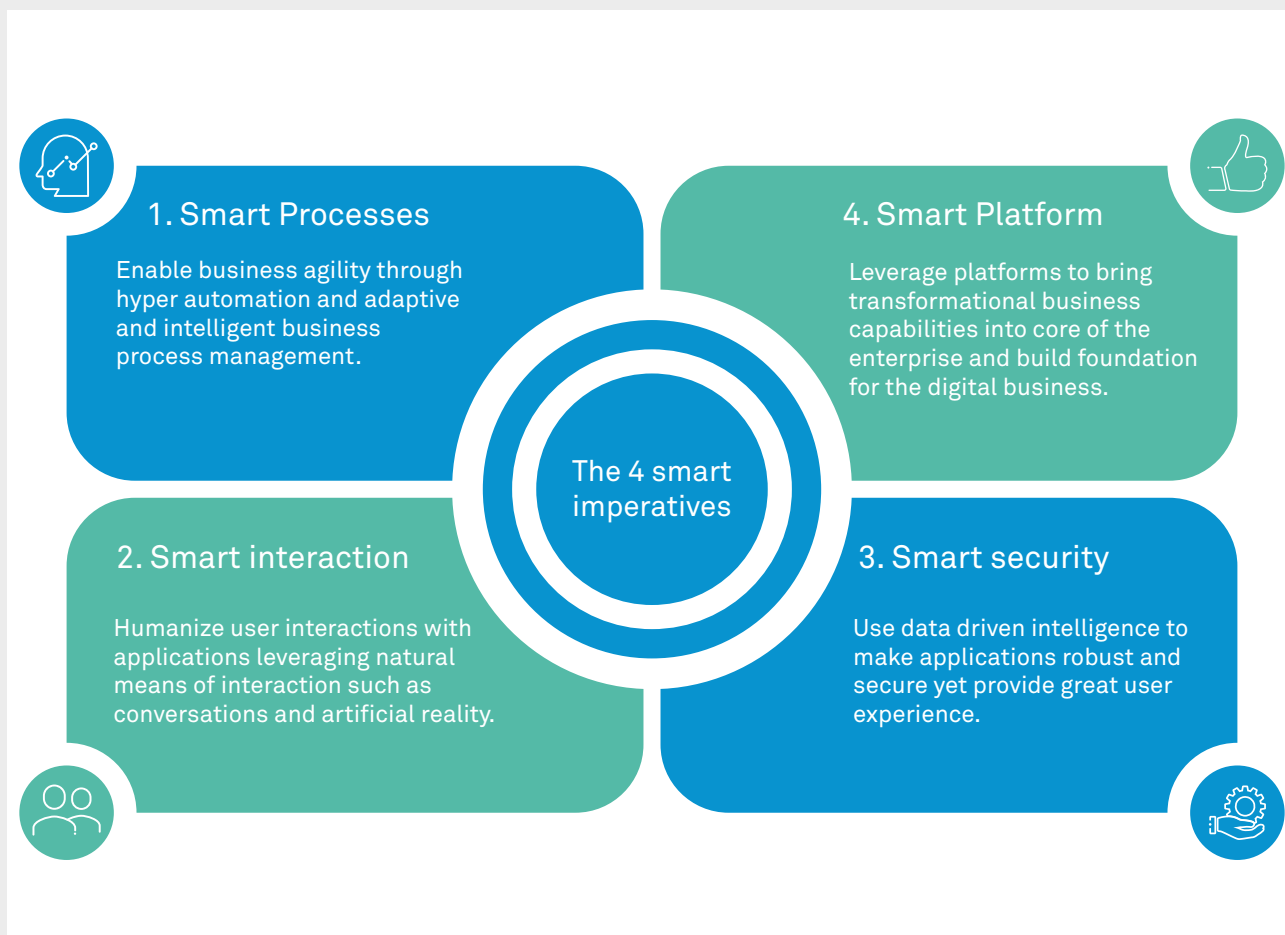 1. Smart Processes
Enable business agility through
hyper automation and adaptive
and intelligent business
process management.
4. Smart Platform
Leverage platforms to bring
transformational business
capabilities into core of the
enterprise and build foundation
for the digital business.
The 4 smart
imperatives
2. Smart interaction
Humanize user interactions with
applications leveraging natural
means of interaction such as
conversations and artificial reality.
3. Smart security
Use data driven intelligence to
make applications robust and
secure yet provide great user
experience.